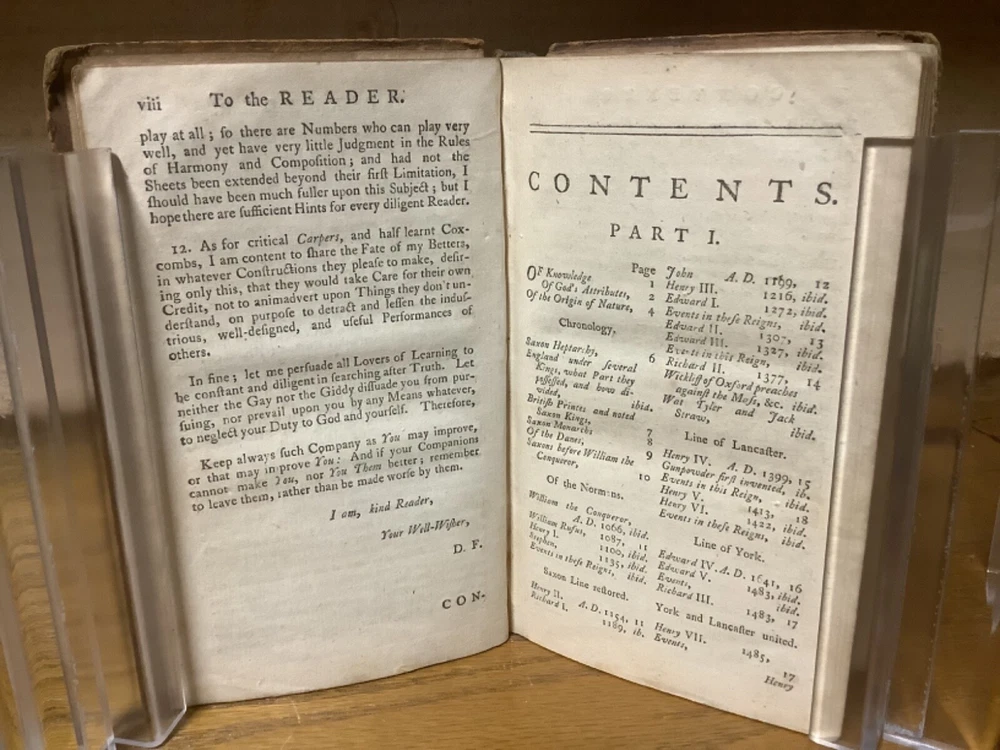 viii To the READER.
play at all ; ſo there are Numbers who can play very
well, and yet have very little Judgment in the Rules
of Harmony and Compoſition ; and had not the
Sheets been extended beyond their firſt Limitation, I
ſhould have been much fuller upon this Subject ; but I
hope there are ſufficient Hints for every diligent Reader.
12. As for critical Carpers, and half learnt Cox-
combs, I am content to ſhare the Fate of my Betters,
in whatever Conſtructions they pleaſe to make, deſir-
ing only this, that they would take Care for their own
Credit, not to animadvert upon Things they don't un-
derſtand, on purpoſe to detract and leſſen the induſ-
trious, well-deſigned, and uſeful Performances of
others.
In fine ; let me perſuade all Lovers of Learning to
be conſtant and diligent in ſearching after Truth. Let
neither the Gay nor the Giddy diſſuade you from pur-
ſuing, nor prevail upon you by any Means whatever,
to neglect your Duty to God and yourſelf. Therefore,
Keep always ſuch Company as You may improve,
or that may improve You: And if your Companions
cannot make You, nor You Them better ; remember
to leave them, rather than be made worſe by them.
I am, kind Reader,
Your Well-Wiſher,
D. F.
CON-
CONTENTS.
PART I.
Page
OF Knowledge 1
Of God's Attributes, 2
Of the Origin of Nature, 4
Chronology.
Saxon Heptarchy, 6
England under ſeveral
Kings, what Part they
poſſeſſed, and how di-
vided, ibid.
British Princes and noted
Saxon Kings, 7
Saxon Monarchs 8
Of the Danes, 9
Saxons before William the
Conqueror, 10
Of the Normans.
William the Conqueror,
A. D. 1066, ibid.
William Rufus, 1087, 11
Henry I. 1100, ibid.
Stephen, 1135, ibid.
Events in theſe Reigns, ibid.
Saxon Line reſtored.
Henry II. A. D. 1154, 11
Richard I. 1189, ib.
John A. D. 1199, 12
Henry III. 1216, ibid.
Edward I. 1272, ibid.
Events in theſe Reigns, ibid.
Edward II. 1307, 13
Edward III. 1327, ibid.
Events in this Reign, ibid.
Richard II. 1377, 14
Wickliff of Oxford preaches
againſt the Maſs, &c. ibid.
Wat Tyler and Jack
Straw, ibid.
Line of Lancaſter.
Henry IV. A. D. 1399, 15
Gunpowder firſt invented, ib.
Events in this Reign, ibid.
Henry V. 1413, 18
Henry VI. 1422, ibid.
Events in theſe Reigns, ibid.
Line of York.
Edward IV. A. D. 1641, 16
Edward V. 1483, ibid.
Events, ibid.
Richard III. 1483, 17
York and Lancaſter united.
Henry VII. 1485, 17
Events,
Henry